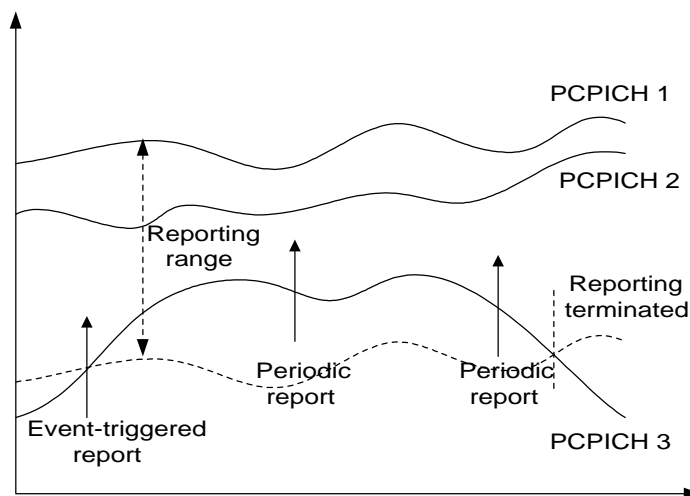 PCPICH 1
PCPICH 2
Reporting
range
Reporting
terminated
Periodic
report
Periodic
report
Event-triggered
report
PCPICH 3